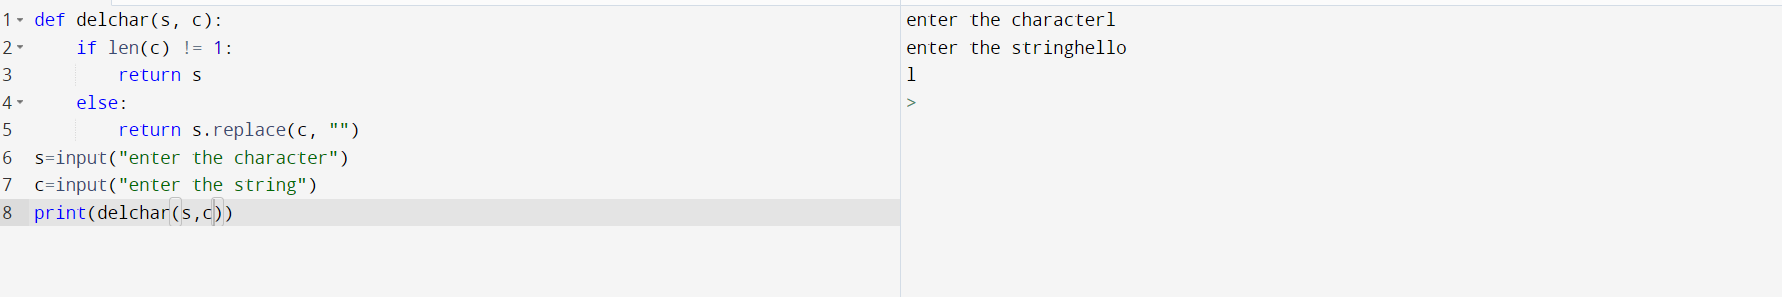 1 def delchar(s, c):
2     if len(c) != 1:
3         return s
4     else:
5         return s.replace(c, "")
6 s=input("enter the character")
7 c=input("enter the string")
8 print(delchar(s,c))
enter the characterl
enter the stringhello
l
>